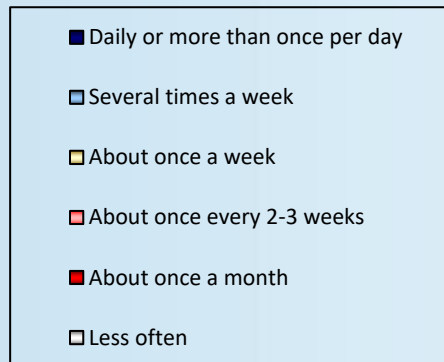 Daily or more than once per day
Several times a week
About once a week
About once every 2-3 weeks
About once a month
Less often